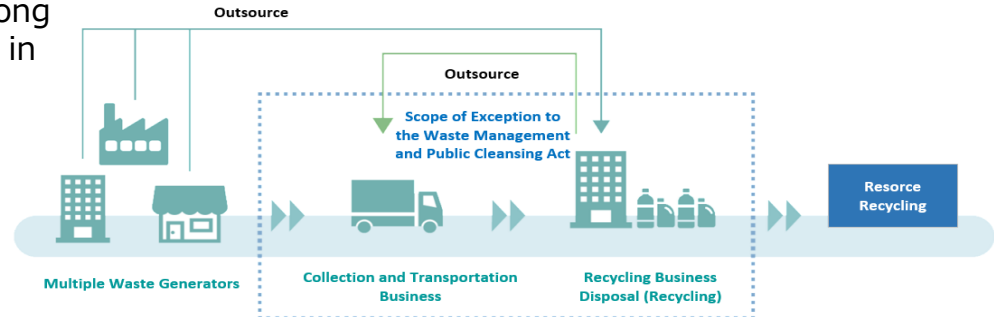 ong
in
Outsource
Outsource
Scope of Exception to
the Waste Management
and Public Cleansing Act
Resorce
Recycling
Multiple Waste Generators
Collection and Transportation
Business
Recycling Business
Disposal (Recycling)